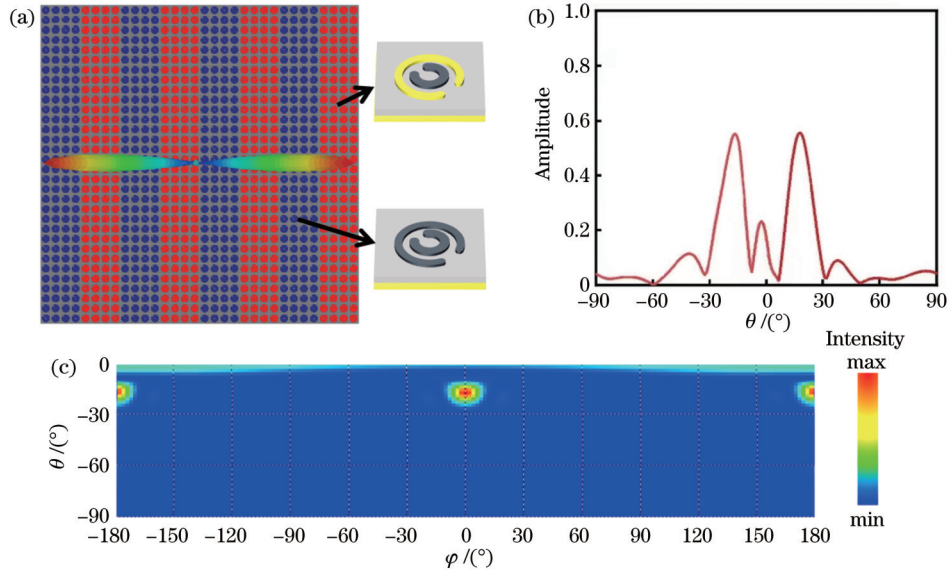 (a)
(b)
1.0
0.8
0.6
0.4
0.2
0
Amplitude
−90 −60 −30 0 30 60 90
θ /(°)
(c)
0
−30
−60
−90
θ /(°)
−180 −150 −120 −90 −60 −30 0 30 60 90 120 150 180
φ /(°)
Intensity
max
min